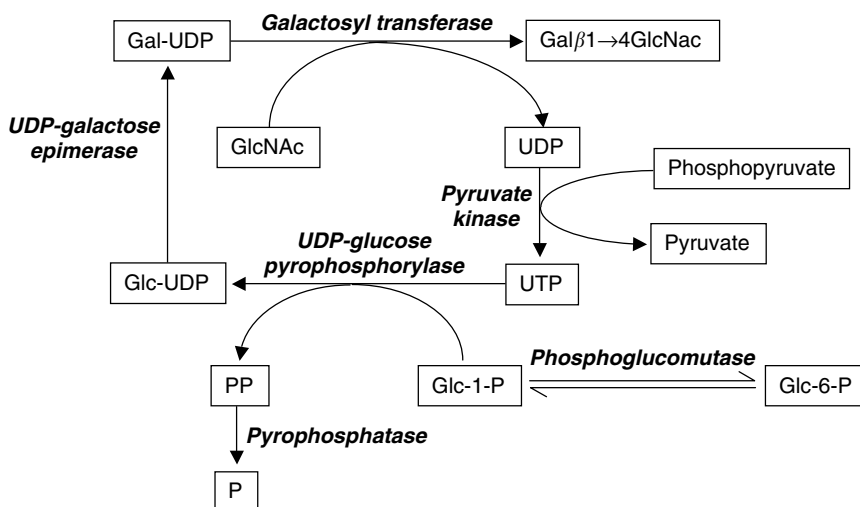 Galactosyl transferase
Gal-UDP
Galβ1→4GlcNac
UDP-galactose
epimerase
GlcNAc
UDP
Phosphopyruvate
Pyruvate
kinase
Pyruvate
UDP-glucose
pyrophosphorylase
Glc-UDP
UTP
Phosphoglucomutase
PP
Glc-1-P
Glc-6-P
Pyrophosphatase
P